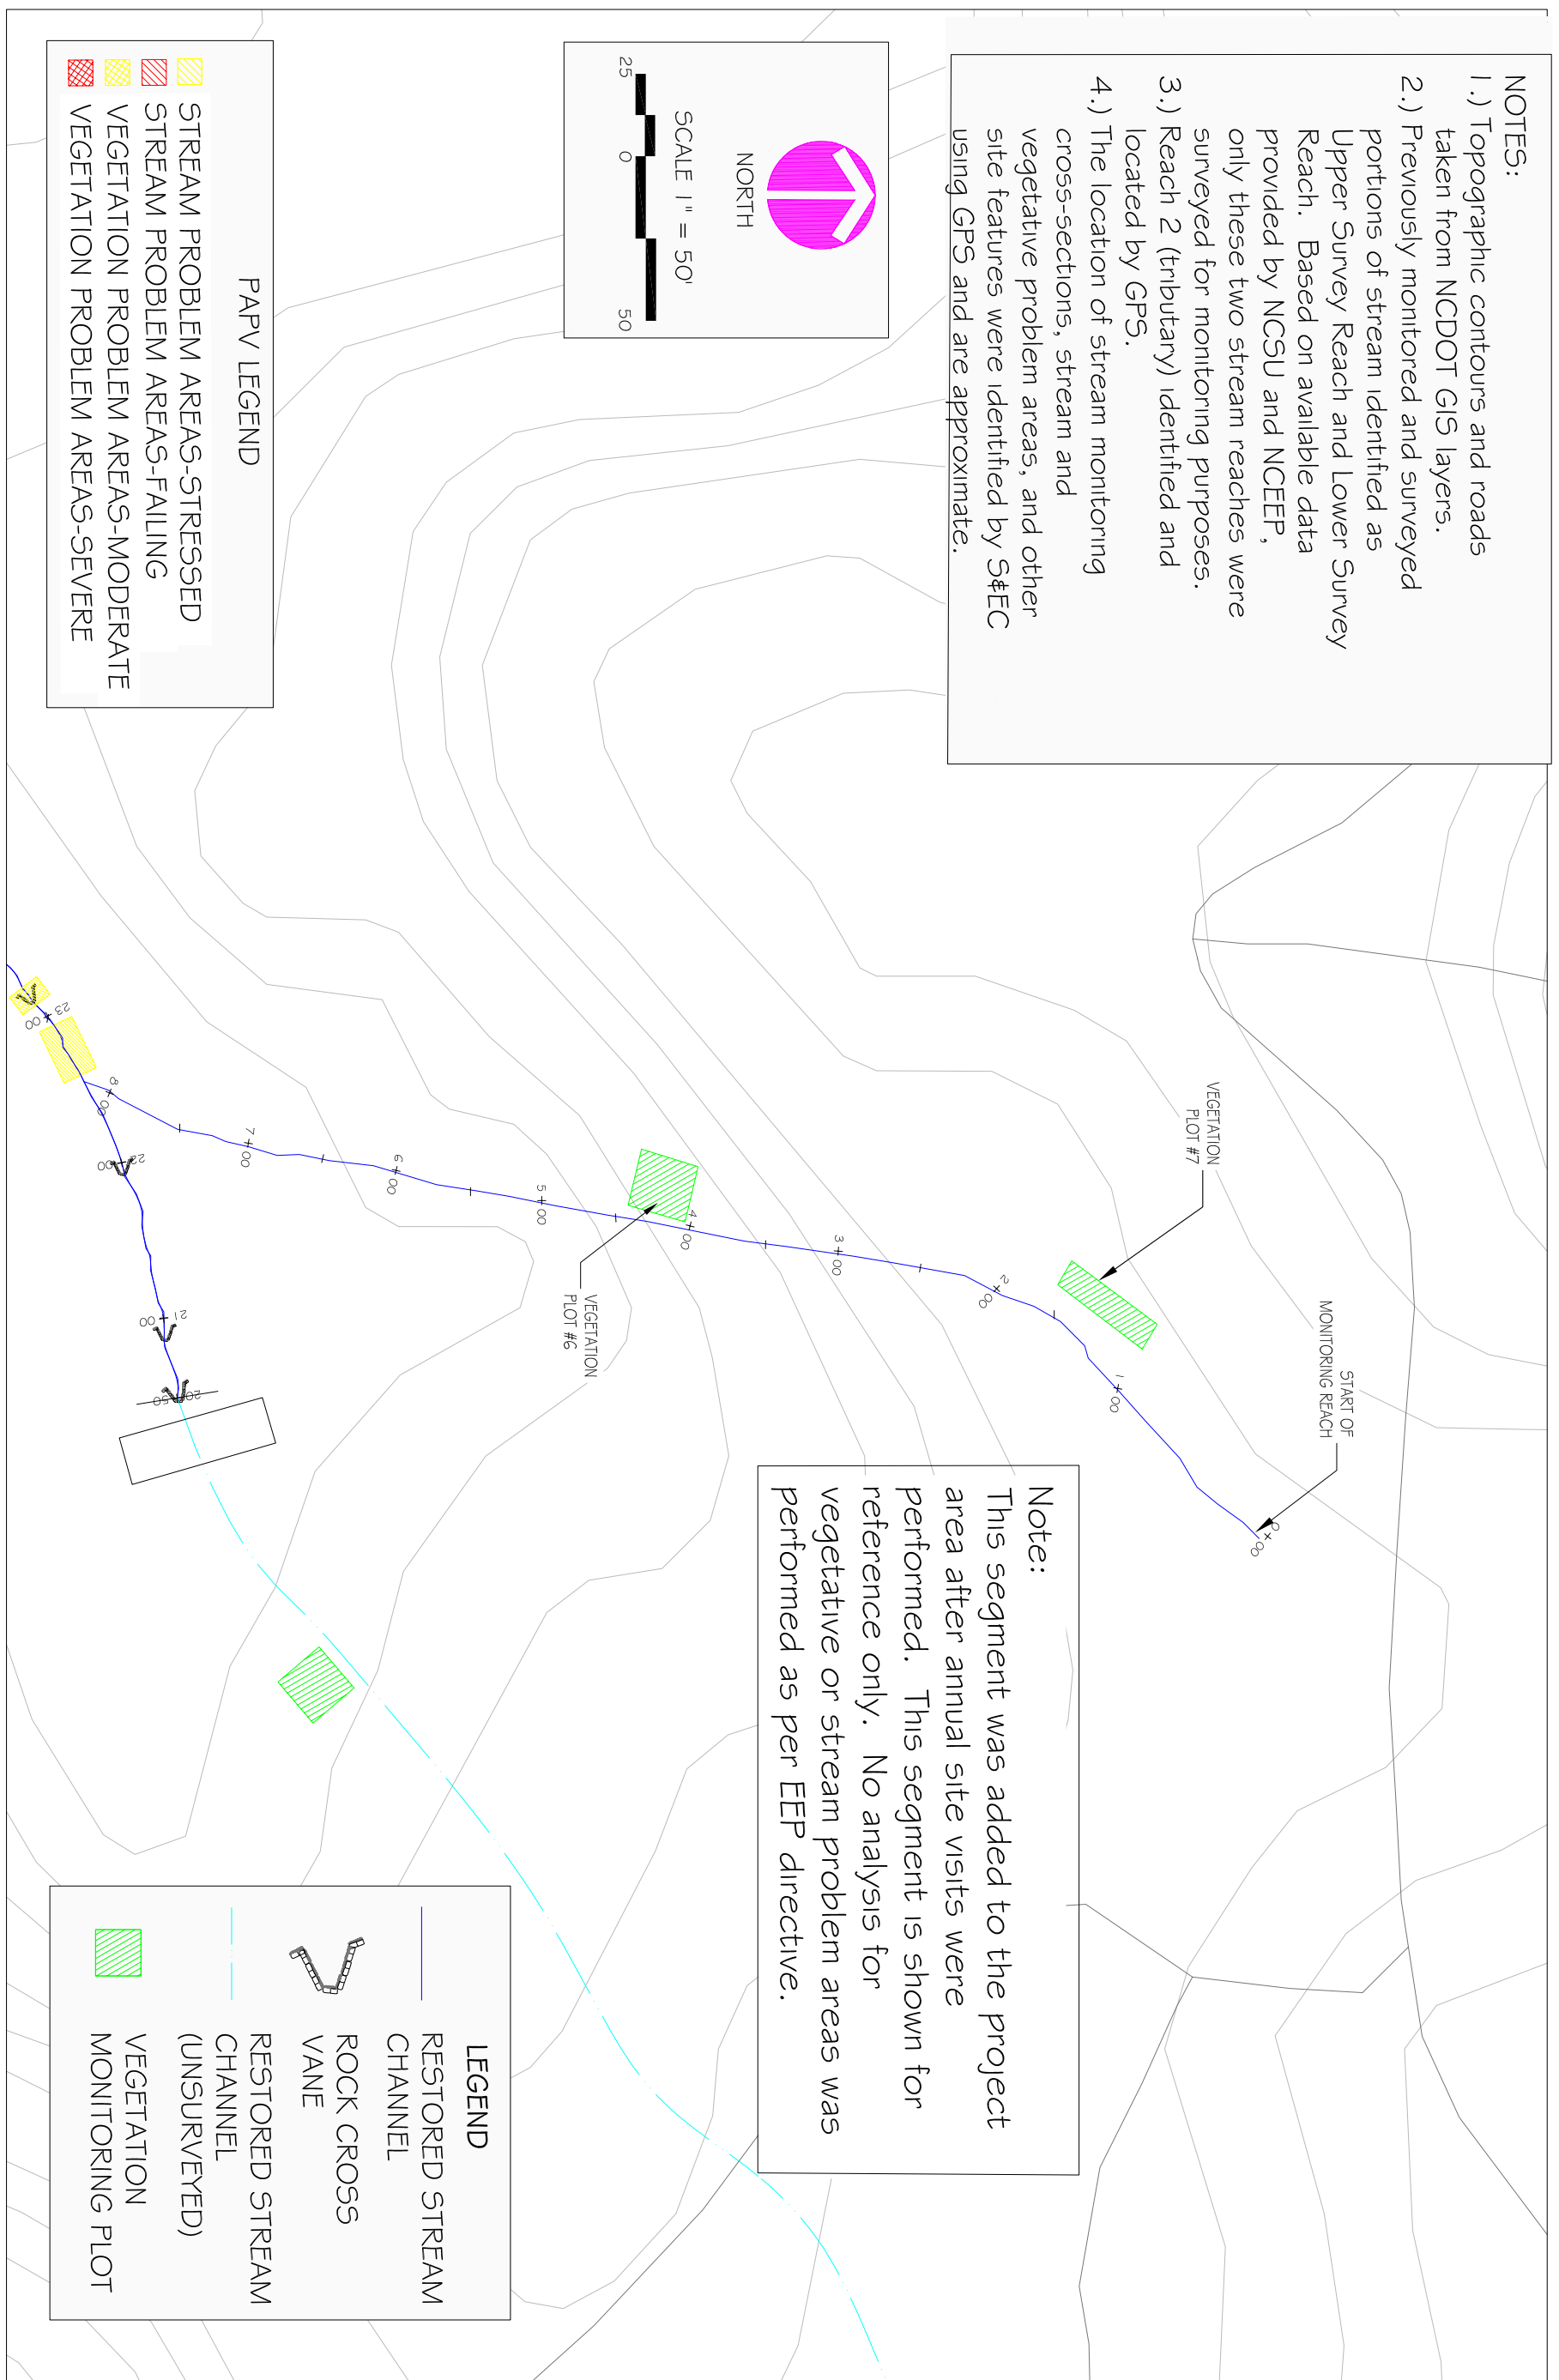 NOTES:
1.) Topographic contours and roads
taken from NCDOT GIS layers.
2.) Previously monitored and surveyed
portions of stream identified as
Upper Survey Reach and Lower Survey
Reach. Based on available data
provided by NCSU and NCEEP,
only these two stream reaches were
surveyed for monitoring purposes.
3.) Reach 2 (tributary) identified and
located by GPS.
4.) The location of stream monitoring
cross-sections, stream and
vegetative problem areas, and other
site features were identified by S&EC
using GPS and are approximate.
NORTH
SCALE 1" = 50'
25 0 50
PAPV LEGEND
STREAM PROBLEM AREAS-STRESSED
STREAM PROBLEM AREAS-FAILING
VEGETATION PROBLEM AREAS-MODERATE
VEGETATION PROBLEM AREAS-SEVERE
START OF
MONITORING REACH
VEGETATION
PLOT #7
VEGETATION
PLOT #6
0+00
1+00
2+00
3+00
4+00
5+00
6+00
7+00
8+00
20+50
21+00
22+00
23+00
Note:
This segment was added to the project
area after annual site visits were
performed. This segment is shown for
reference only. No analysis for
vegetative or stream problem areas was
performed as per EEP directive.
LEGEND
RESTORED STREAM
CHANNEL
ROCK CROSS
VANE
RESTORED STREAM
CHANNEL
(UNSURVEYED)
VEGETATION
MONITORING PLOT